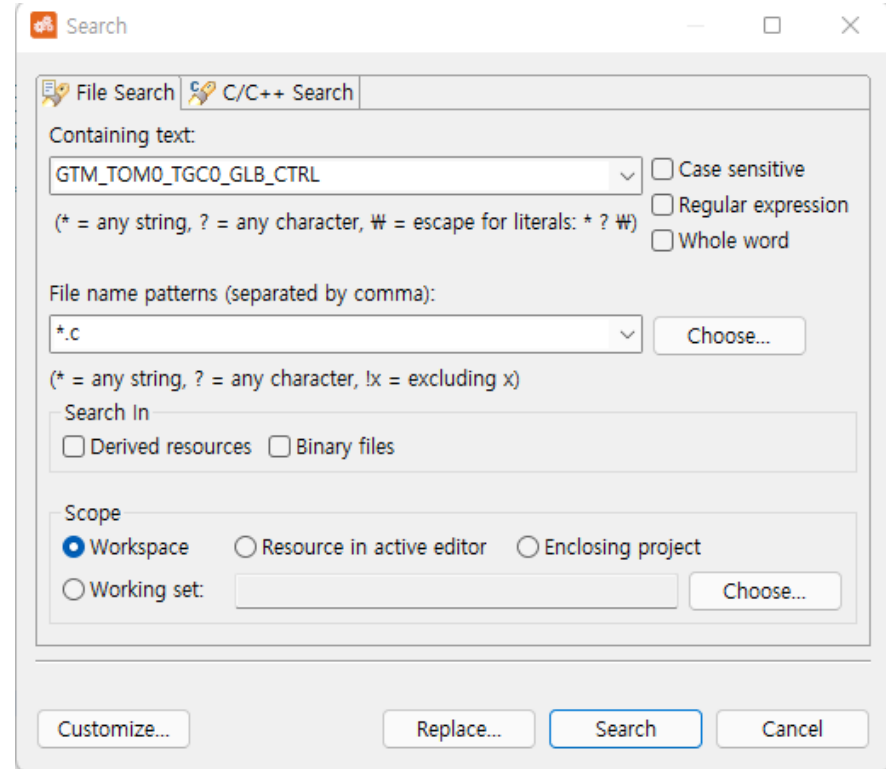 Search
File Search C/C++ Search
Containing text:
GTM_TOM0_TGC0_GLB_CTRL
Case sensitive
(* = any string, ? = any character, ₩ = escape for literals: * ? ₩)
Regular expression
Whole word
File name patterns (separated by comma):
*.c
Choose...
(* = any string, ? = any character, !x = excluding x)
Search In
Derived resources Binary files
Scope
Workspace Resource in active editor Enclosing project
Working set: Choose...
Customize... Replace... Search Cancel